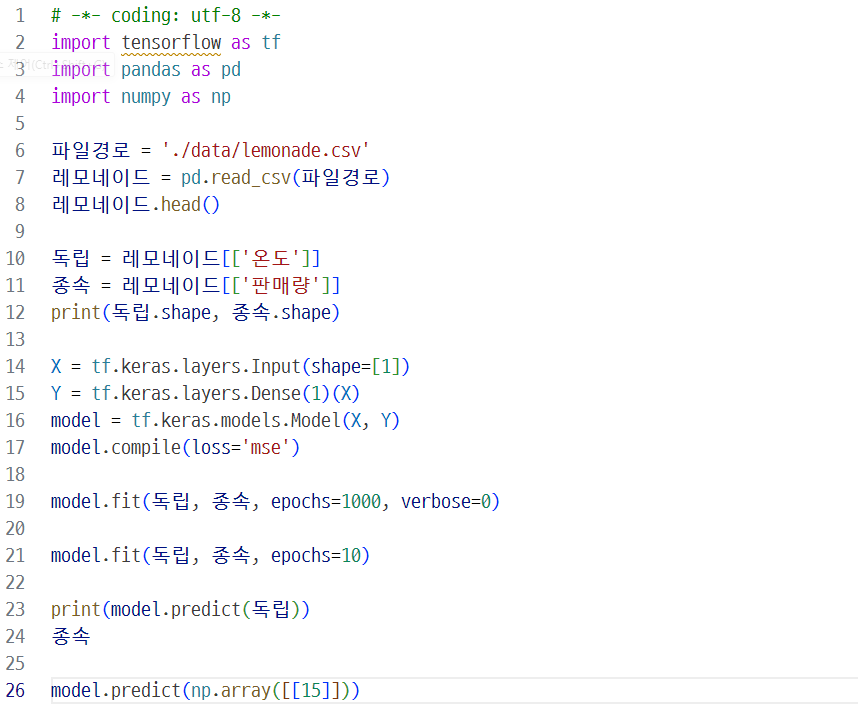 1 # -*- coding: utf-8 -*-
2 import tensorflow as tf
3 import pandas as pd
4 import numpy as np
5
6 파일경로 = './data/lemonade.csv'
7 레모네이드 = pd.read_csv(파일경로)
8 레모네이드.head()
9
10 독립 = 레모네이드[['온도']]
11 종속 = 레모네이드[['판매량']]
12 print(독립.shape, 종속.shape)
13
14 X = tf.keras.layers.Input(shape=[1])
15 Y = tf.keras.layers.Dense(1)(X)
16 model = tf.keras.models.Model(X, Y)
17 model.compile(loss='mse')
18
19 model.fit(독립, 종속, epochs=1000, verbose=0)
20
21 model.fit(독립, 종속, epochs=10)
22
23 print(model.predict(독립))
24 종속
25
26 model.predict(np.array([[15]]))